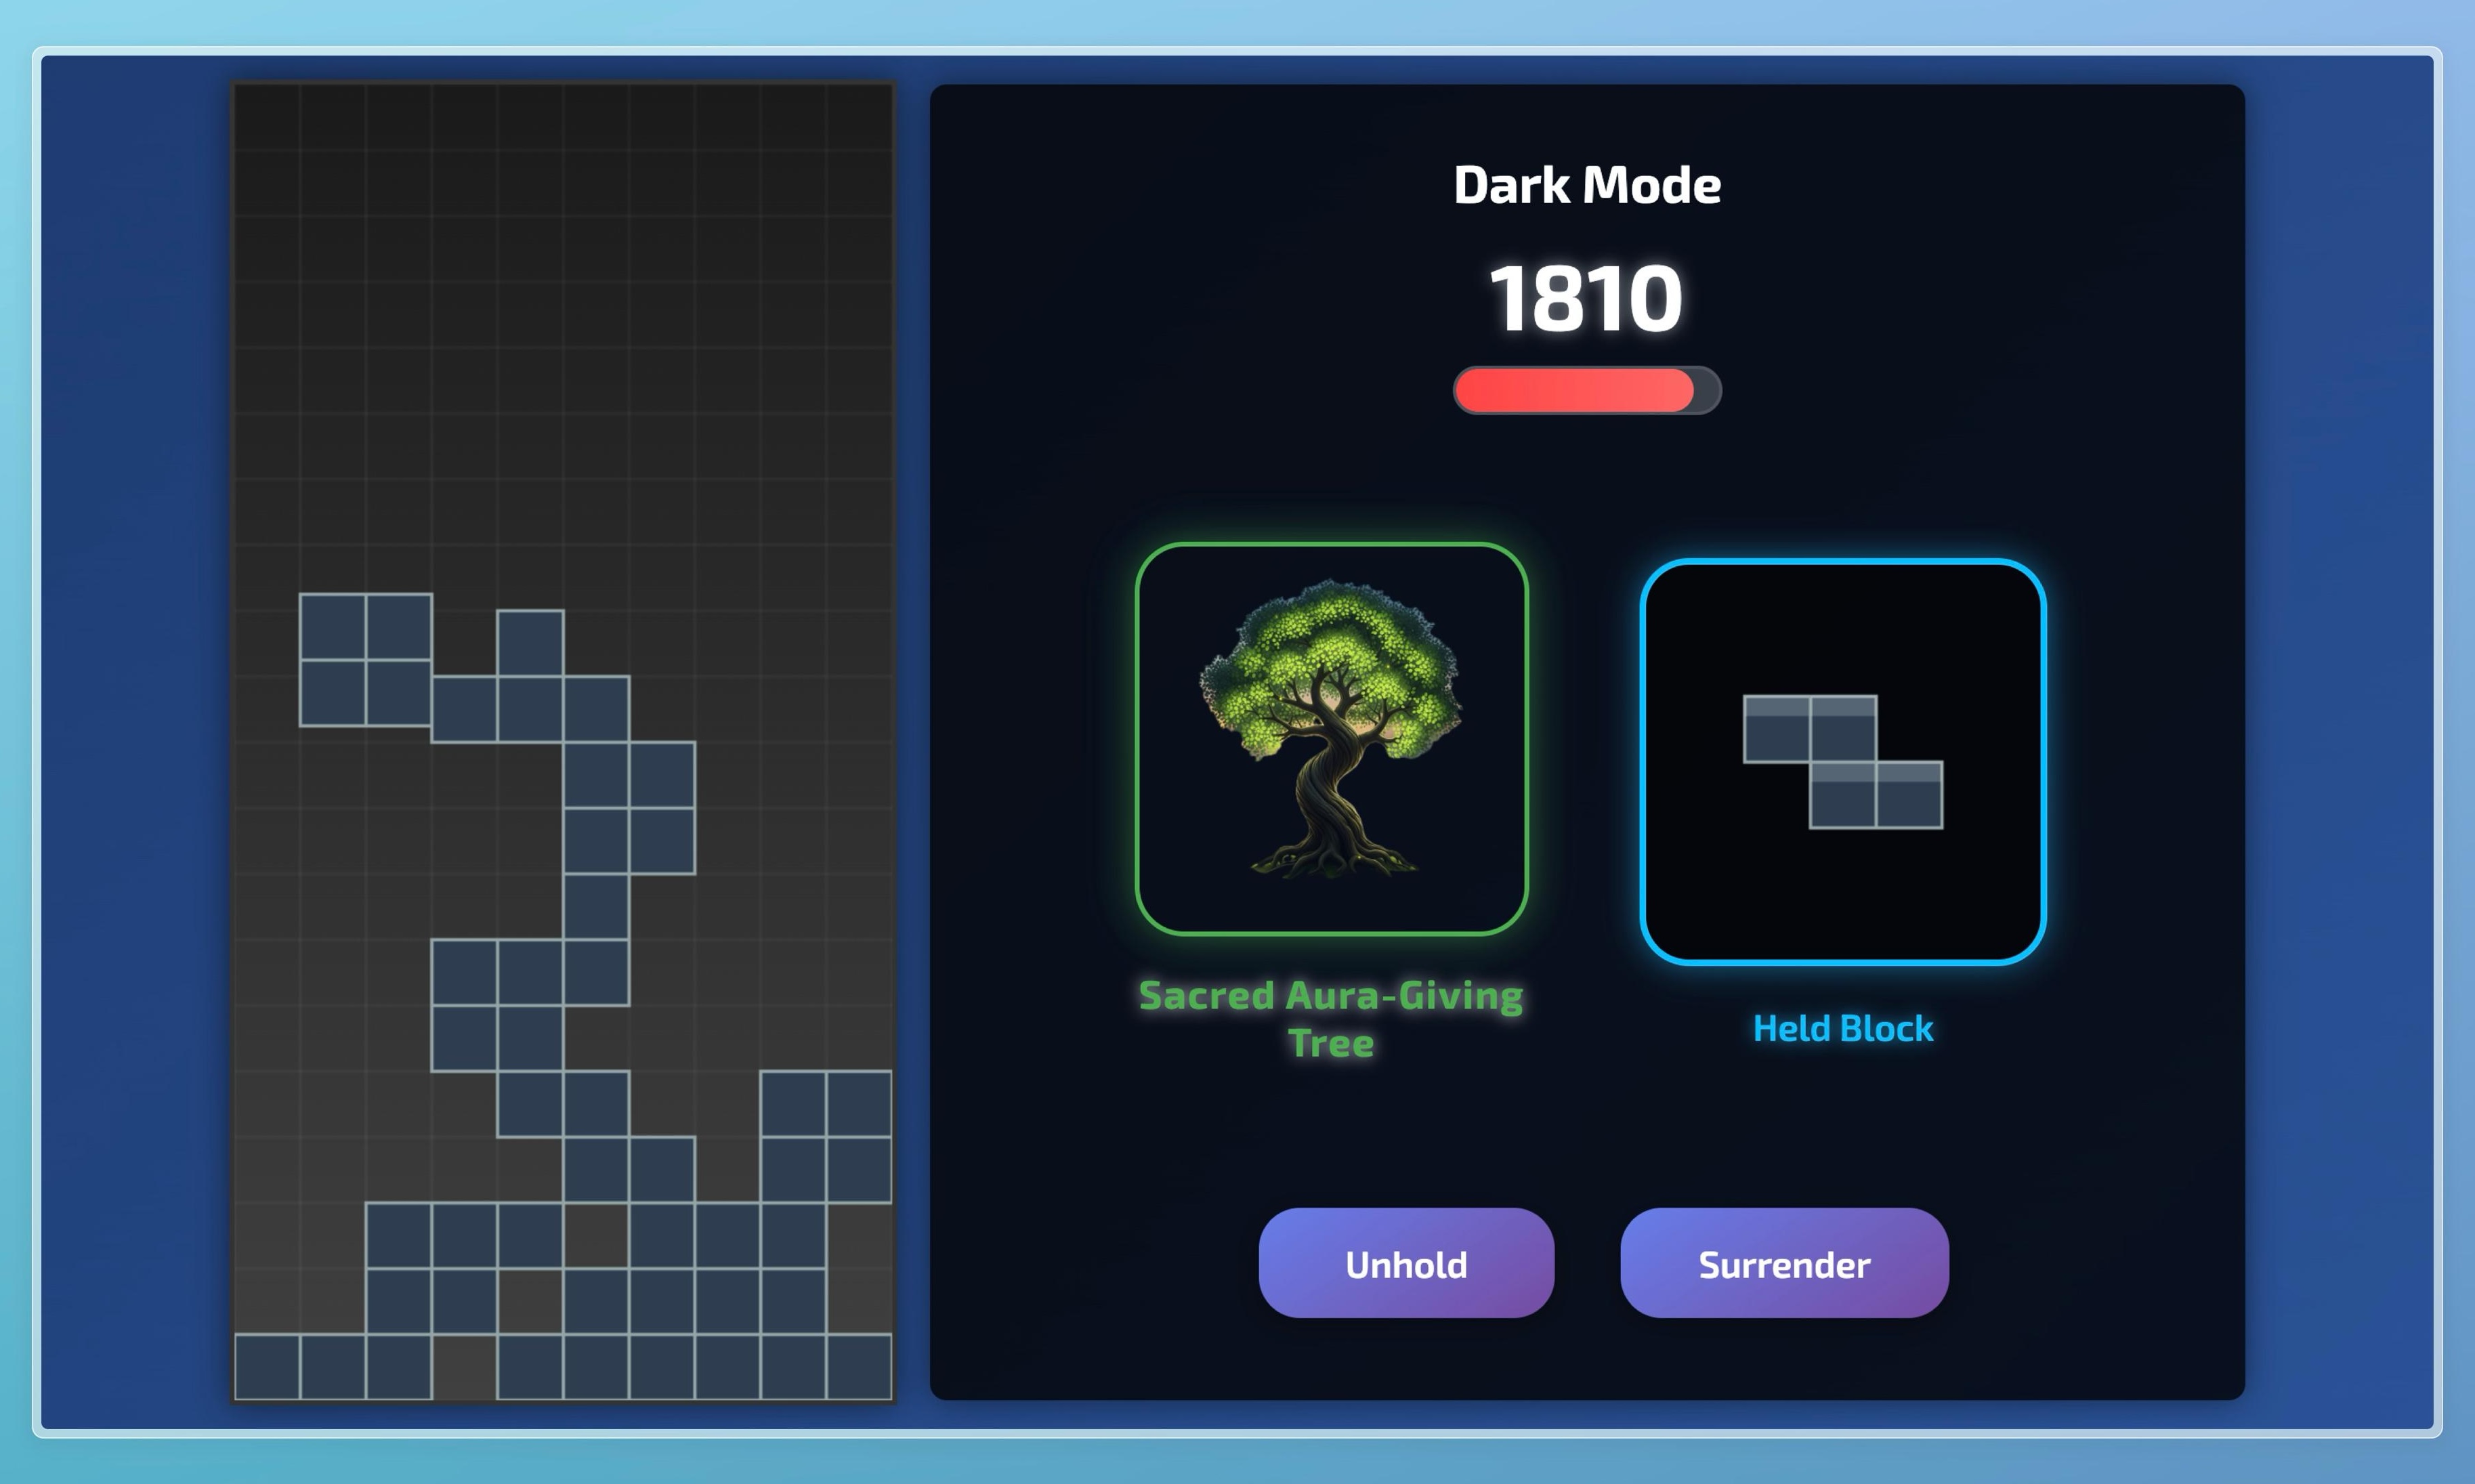 Dark Mode
1810
Sacred Aura-Giving
Tree
Held Block
Unhold
Surrender